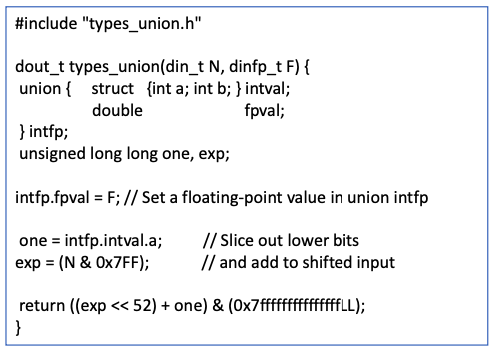 #include "types_union.h"
dout_t types_union(din_t N, dinfp_t F) {
union { struct {int a; int b; } intval;
double fpval;
} intfp;
unsigned long long one, exp;
intfp.fpval = F; // Set a floating-point value in union intfp
one = intfp.intval.a; // Slice out lower bits
exp = (N & 0x7FF); // and add to shifted input
return ((exp << 52) + one) & (0x7fffffffffffffffLL);
}